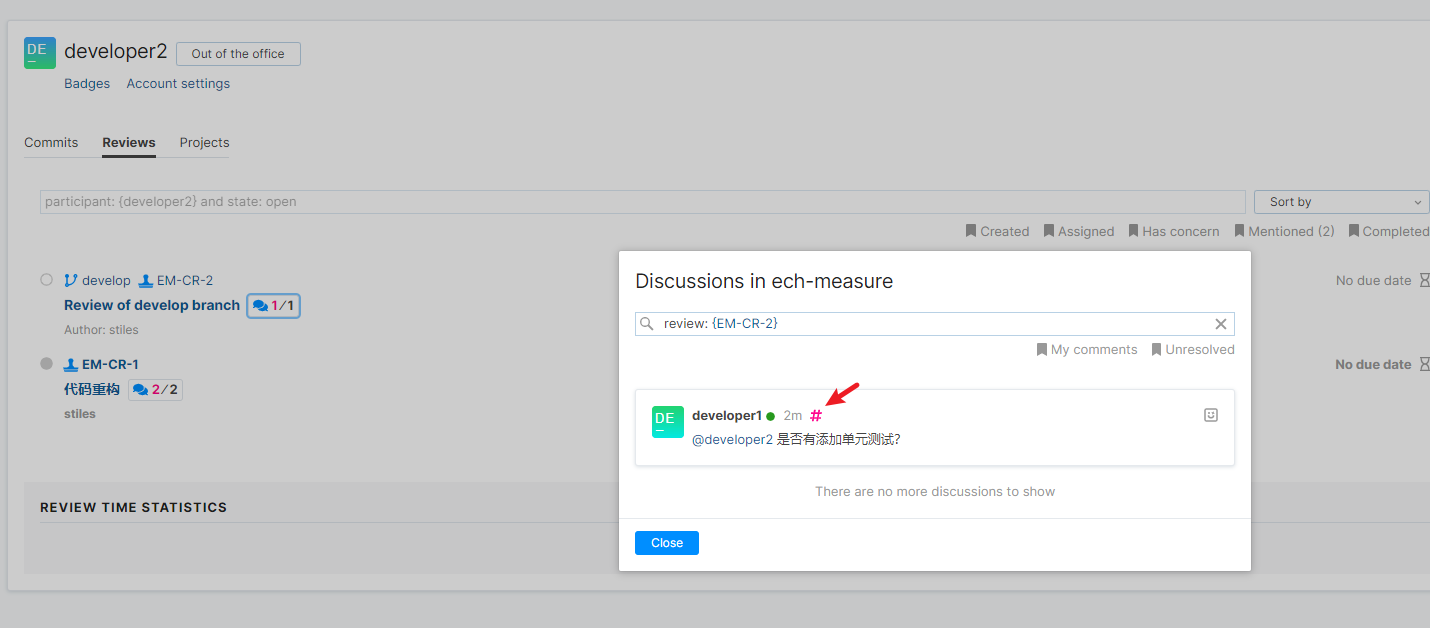 DE developer2 Out of the office
Badges Account settings
Commits Reviews Projects
participant: {developer2} and state: open Sort by
Created Assigned Has concern Mentioned (2) Completed
develop EM-CR-2 No due date
Review of develop branch 1/1
Author: stiles
EM-CR-1 No due date
代码重构 2/2
stiles
REVIEW TIME STATISTICS
Discussions in ech-measure
review: {EM-CR-2}
My comments Unresolved
DE developer1 2m #
@developer2 是否有添加单元测试?
There are no more discussions to show
Close